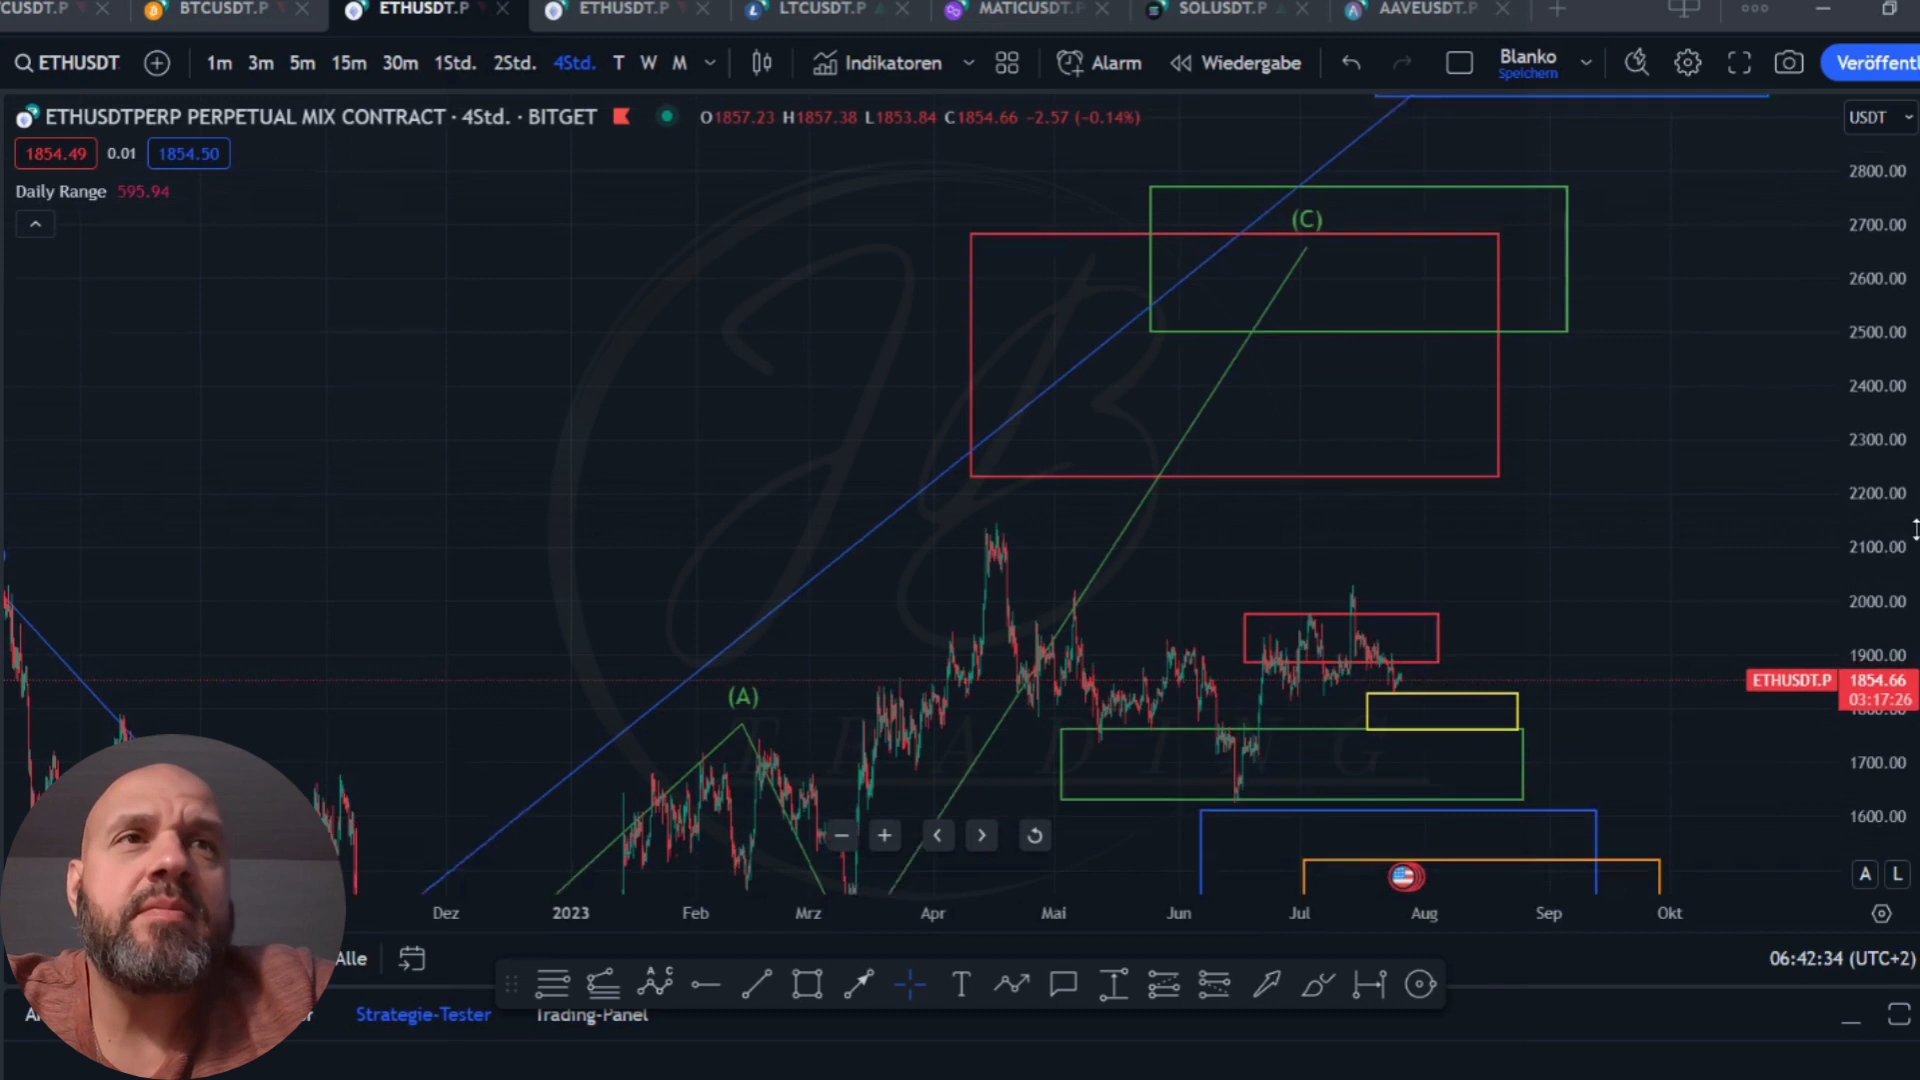 CUSDT.P BTCUSDT.P ETHUSDT.P ETHUSDT.P LTCUSDT.P MATICUSDT.P SOLUSDT.P AAVEUSDT.P
ETHUSDT 1m 3m 5m 15m 30m 1Std. 2Std. 4Std. T W M Indikatoren Alarm Wiedergabe Blanko Veröffentl
Speichern
ETHUSDTPERP PERPETUAL MIX CONTRACT · 4Std. · BITGET O1857.23 H1857.38 L1853.84 C1854.66 −2.57 (−0.14%) USDT
1854.49 0.01 1854.50
Daily Range 595.94
2800.00
(C)
2700.00
2600.00
2500.00
2400.00
2300.00
2200.00
2100.00
2000.00
1900.00
ETHUSDT.P 1854.66
03:17:26
(A)
JB
TRADING
1700.00
1600.00
A L
Dez 2023 Feb Mrz Apr Mai Jun Jul Aug Sep Okt
Alle 06:42:34 (UTC+2)
A C
B
Strategie-Tester Trading-Panel